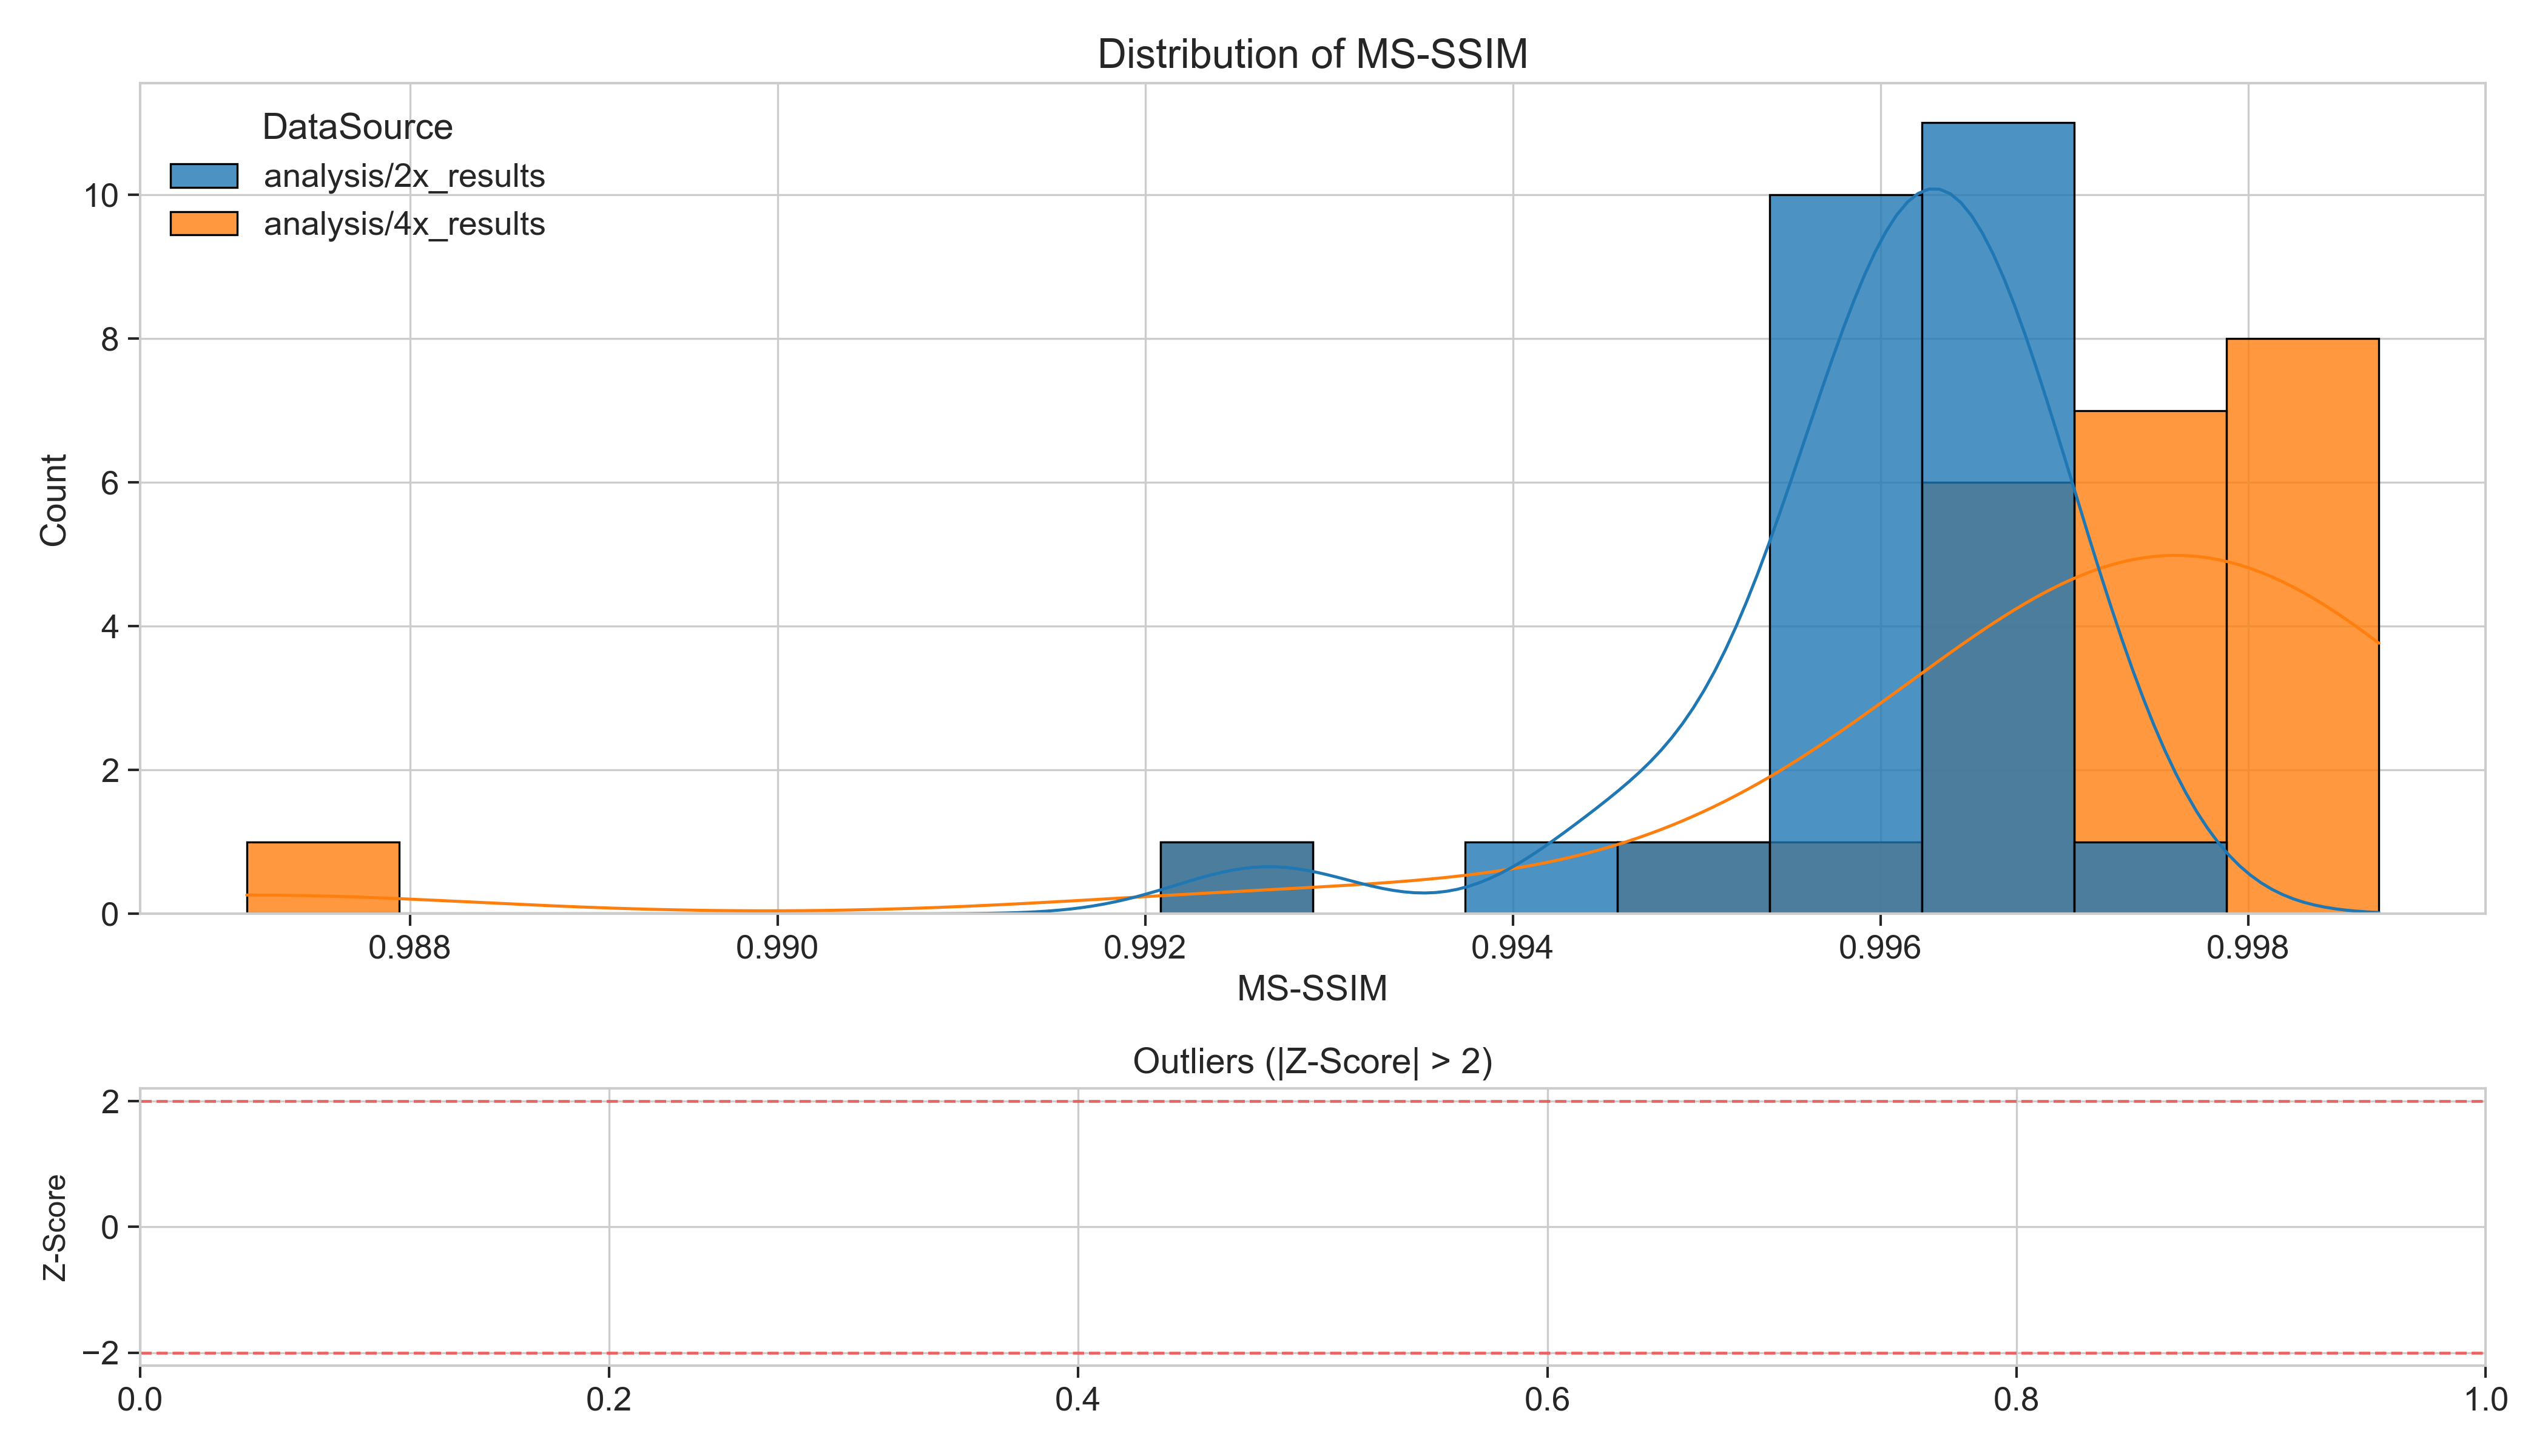 Distribution of MS-SSIM
DataSource
analysis/2x_results
analysis/4x_results
Count
10
8
6
4
2
0
0.988 0.990 0.992 0.994 0.996 0.998
MS-SSIM
Outliers (|Z-Score| > 2)
Z-Score
2
0
−2
0.0 0.2 0.4 0.6 0.8 1.0